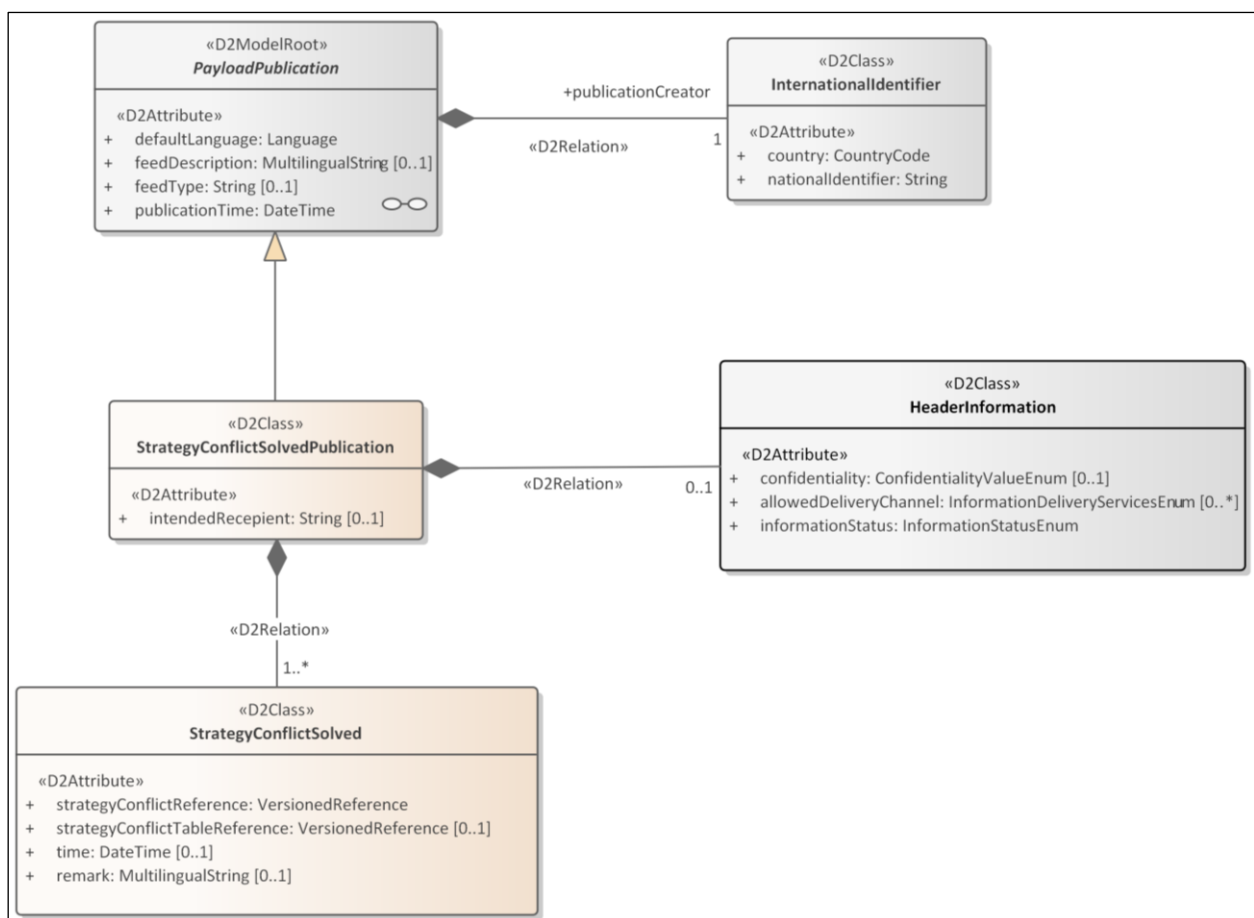 «D2ModelRoot»
PayloadPublication
«D2Attribute»
+ defaultLanguage: Language
+ feedDescription: MultilingualString [0..1]
+ feedType: String [0..1]
+ publicationTime: DateTime
+publicationCreator
«D2Relation»
1
«D2Class»
InternationalIdentifier
«D2Attribute»
+ country: CountryCode
+ nationalIdentifier: String
«D2Class»
StrategyConflictSolvedPublication
«D2Attribute»
+ intendedRecepient: String [0..1]
«D2Relation»
0..1
«D2Class»
HeaderInformation
«D2Attribute»
+ confidentiality: ConfidentialityValueEnum [0..1]
+ allowedDeliveryChannel: InformationDeliveryServicesEnum [0..*]
+ informationStatus: InformationStatusEnum
«D2Relation»
1..*
«D2Class»
StrategyConflictSolved
«D2Attribute»
+ strategyConflictReference: VersionedReference
+ strategyConflictTableReference: VersionedReference [0..1]
+ time: DateTime [0..1]
+ remark: MultilingualString [0..1]